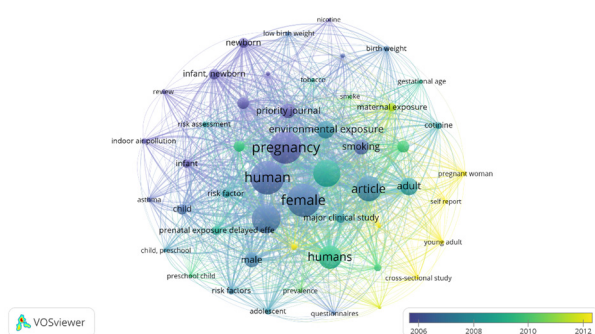 nicotine
low birth weight
newborn
birth weight
infant, newborn
tobacco
gestational age
review
smoke
priority journal
maternal exposure
risk assessment
environmental exposure
cotinine
indoor air pollution
pregnancy
smoking
infant
human
pregnant woman
article
adult
asthma
risk factor
female
self report
child
major clinical study
prenatal exposure delayed effe
young adult
child, preschool
male
humans
preschool child
cross-sectional study
risk factors
prevalence
adolescent
questionnaires
VOSviewer
2006 2008 2010 2012